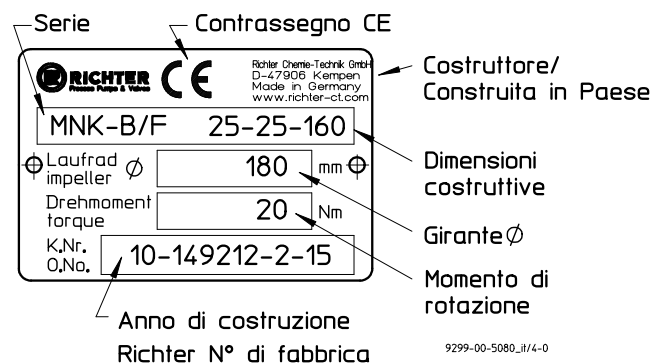 Serie
Contrassegno CE
RICHTER
Process Pumps & Valves
CE
Richter Chemie-Technik GmbH
D-47906 Kempen
Made in Germany
www.richter-ct.com
Costruttore/
Construita in Paese
MNK-B/F 25-25-160
Dimensioni
costruttive
Laufrad Ø
impeller
180 mm
Girante Ø
Drehmoment
torque
20 Nm
Momento di
rotazione
K.Nr.
O.No.
10-149212-2-15
Anno di costruzione
Richter N° di fabbrica
9299-00-5080_it/4-0